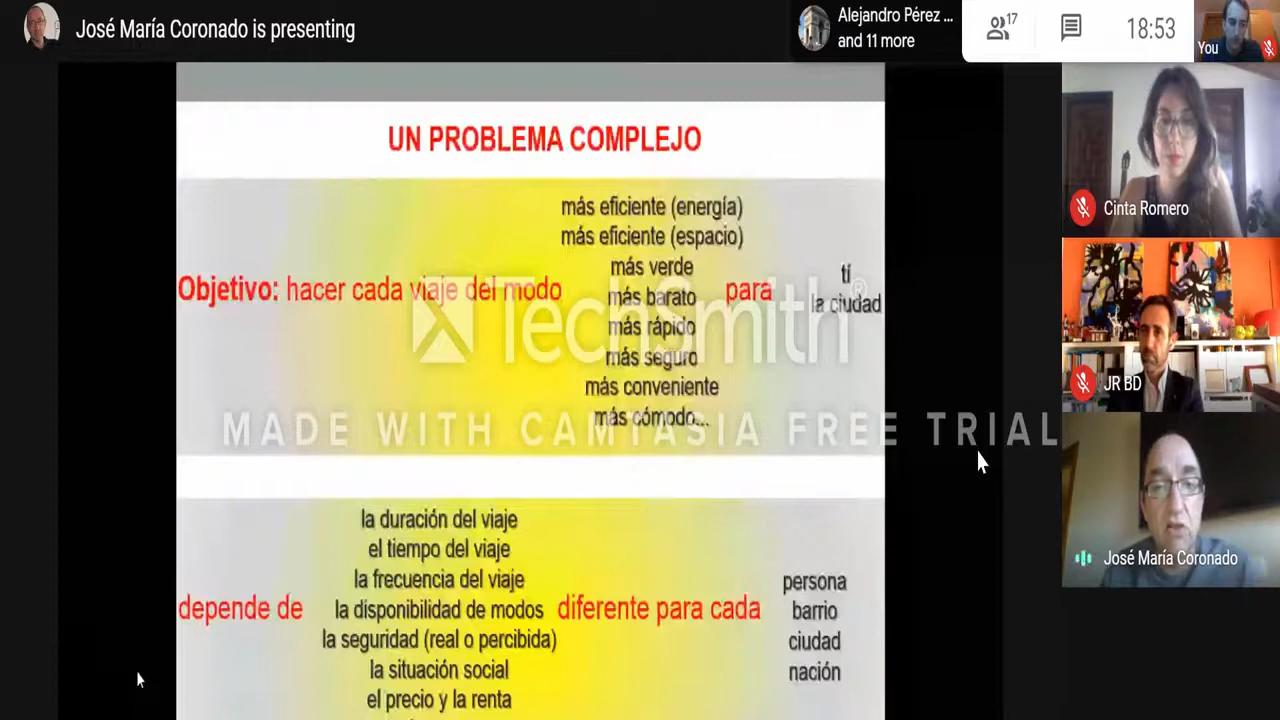 José María Coronado is presenting
Alejandro Pérez ...
and 11 more
17
18:53
You
UN PROBLEMA COMPLEJO
más eficiente (energía)
más eficiente (espacio)
más verde
Objetivo: hacer cada viaje del modo
más barato
para
tí
la ciudad
más rápido
más seguro
más conveniente
más cómodo...
TechSmith®
MADE WITH CAMTASIA FREE TRIAL
la duración del viaje
el tiempo del viaje
la frecuencia del viaje
depende de
la disponibilidad de modos
diferente para cada
persona
barrio
ciudad
nación
la seguridad (real o percibida)
la situación social
el precio y la renta
Cinta Romero
JR BD
José María Coronado